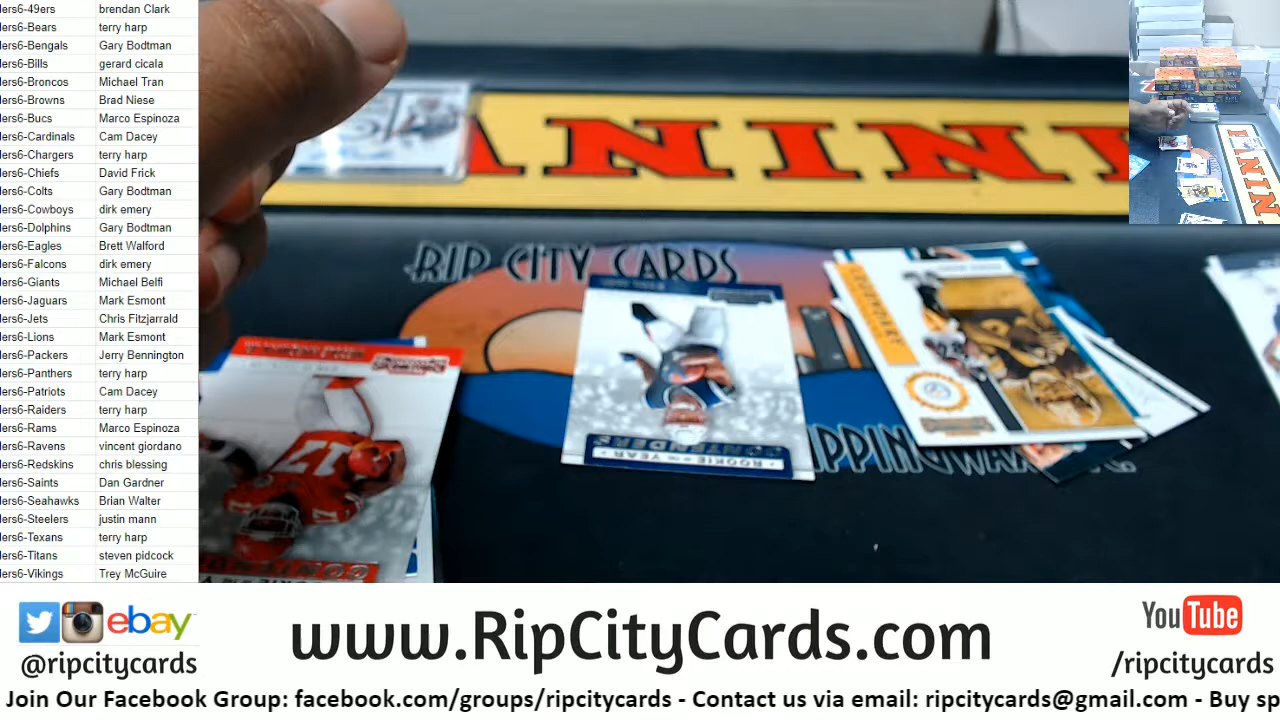 lers6-49ers brendan Clark
lers6-Bears terry harp
lers6-Bengals Gary Bodtman
lers6-Bills gerard cicala
lers6-Broncos Michael Tran
lers6-Browns Brad Niese
lers6-Bucs Marco Espinoza
lers6-Cardinals Cam Dacey
lers6-Chargers terry harp
lers6-Chiefs David Frick
lers6-Colts Gary Bodtman
lers6-Cowboys dirk emery
lers6-Dolphins Gary Bodtman
lers6-Eagles Brett Walford
lers6-Falcons dirk emery
lers6-Giants Michael Belfi
lers6-Jaguars Mark Esmont
lers6-Jets Chris Fitzjarrald
lers6-Lions Mark Esmont
lers6-Packers Jerry Bennington
lers6-Panthers terry harp
lers6-Patriots Cam Dacey
lers6-Raiders terry harp
lers6-Rams Marco Espinoza
lers6-Ravens vincent giordano
lers6-Redskins chris blessing
lers6-Saints Dan Gardner
lers6-Seahawks Brian Walter
lers6-Steelers justin mann
lers6-Texans terry harp
lers6-Titans steven pidcock
lers6-Vikings Trey McGuire
ANINI
RIP CITY CARDS
LEGENDARY
CONTENDERS
ROOKIE OF THE YEAR
17
ebay
@ripcitycards
www.RipCityCards.com
YouTube
/ripcitycards
Join Our Facebook Group: facebook.com/groups/ripcitycards - Contact us via email: ripcitycards@gmail.com - Buy sp